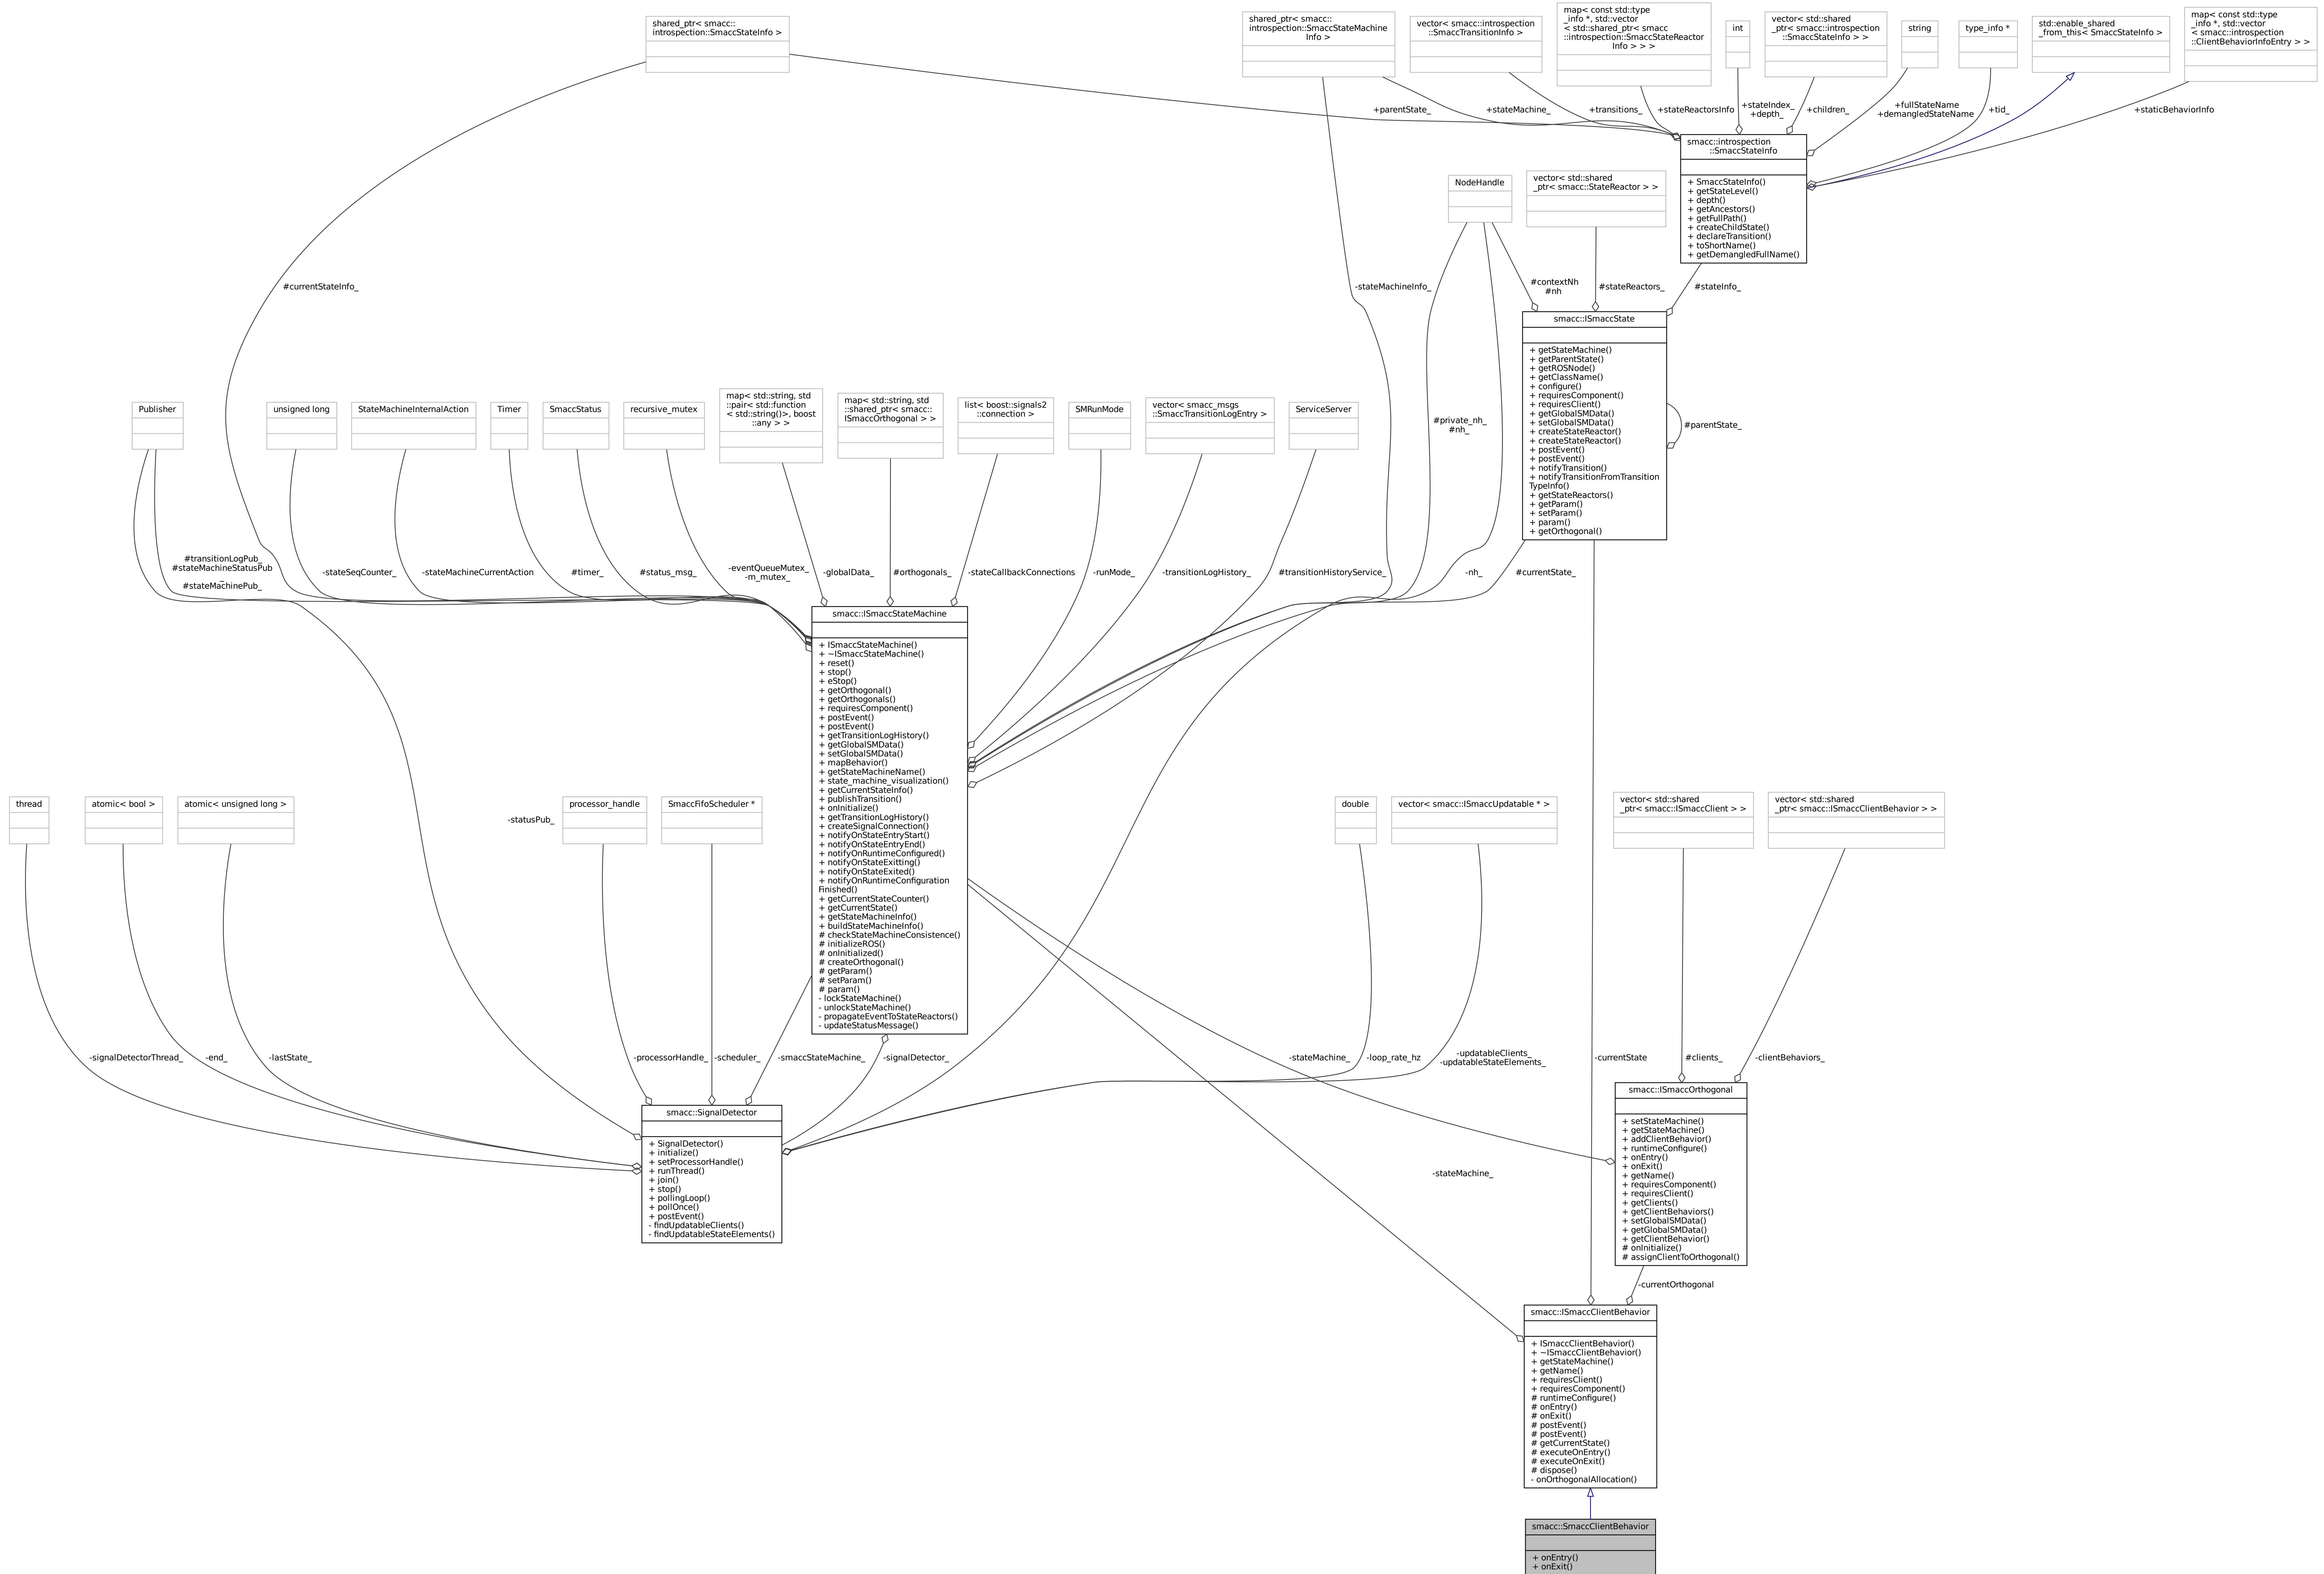 shared_ptr< smacc::
introspection::SmaccStateInfo >
shared_ptr< smacc::
introspection::SmaccStateMachine
Info >
vector< smacc::introspection
::SmaccTransitionInfo >
map< const std::type
_info *, std::vector
< std::shared_ptr< smacc
::introspection::SmaccStateReactor
Info > > >
int
vector< std::shared
_ptr< smacc::introspection
::SmaccStateInfo > >
string
type_info *
std::enable_shared
_from_this< SmaccStateInfo >
map< const std::type
_info *, std::vector
< smacc::introspection
::ClientBehaviorInfoEntry > >
+parentState_
+stateMachine_
+transitions_
+stateReactorsInfo
+stateIndex_
+depth_
+children_
+fullStateName
+demangledStateName
+tid_
+staticBehaviorInfo
smacc::introspection
::SmaccStateInfo
+ SmaccStateInfo()
+ getStateLevel()
+ depth()
+ getAncestors()
+ getFullPath()
+ createChildState()
+ declareTransition()
+ toShortName()
+ getDemangledFullName()
NodeHandle
vector< std::shared
_ptr< smacc::StateReactor > >
#currentStateInfo_
-stateMachineInfo_
#contextNh
#nh
#stateReactors_
#stateInfo_
smacc::ISmaccState
+ getStateMachine()
+ getParentState()
+ getROSNode()
+ getClassName()
+ configure()
+ requiresComponent()
+ requiresClient()
+ getGlobalSMData()
+ setGlobalSMData()
+ createStateReactor()
+ createStateReactor()
+ postEvent()
+ postEvent()
+ notifyTransition()
+ notifyTransitionFromTransition
TypeInfo()
+ getStateReactors()
+ getParam()
+ setParam()
+ param()
+ getOrthogonal()
#parentState_
#private_nh_
#nh_
Publisher
unsigned long
StateMachineInternalAction
Timer
SmaccStatus
recursive_mutex
map< std::string, std
::pair< std::function
< std::string()>, boost
::any > >
map< std::string, std
::shared_ptr< smacc::
ISmaccOrthogonal > >
list< boost::signals2
::connection >
SMRunMode
vector< smacc_msgs
::SmaccTransitionLogEntry >
ServiceServer
#transitionLogPub_
#stateMachineStatusPub
_
#stateMachinePub_
-stateSeqCounter_
-stateMachineCurrentAction
#timer_
#status_msg_
-eventQueueMutex_
-m_mutex_
-globalData_
#orthogonals_
-stateCallbackConnections
-runMode_
-transitionLogHistory_
#transitionHistoryService_
-nh_
#currentState_
smacc::ISmaccStateMachine
+ ISmaccStateMachine()
+ ~ISmaccStateMachine()
+ reset()
+ stop()
+ eStop()
+ getOrthogonal()
+ getOrthogonals()
+ requiresComponent()
+ postEvent()
+ postEvent()
+ getTransitionLogHistory()
+ getGlobalSMData()
+ setGlobalSMData()
+ mapBehavior()
+ getStateMachineName()
+ state_machine_visualization()
+ getCurrentStateInfo()
+ publishTransition()
+ onInitialize()
+ getTransitionLogHistory()
+ createSignalConnection()
+ notifyOnStateEntryStart()
+ notifyOnStateEntryEnd()
+ notifyOnRuntimeConfigured()
+ notifyOnStateExitting()
+ notifyOnStateExited()
+ notifyOnRuntimeConfiguration
Finished()
+ getCurrentStateCounter()
+ getCurrentState()
+ getStateMachineInfo()
+ buildStateMachineInfo()
# checkStateMachineConsistence()
# initializeROS()
# onInitialized()
# createOrthogonal()
# getParam()
# setParam()
# param()
- lockStateMachine()
- unlockStateMachine()
- propagateEventToStateReactors()
- updateStatusMessage()
thread
atomic< bool >
atomic< unsigned long >
-statusPub_
processor_handle
SmaccFifoScheduler *
double
vector< smacc::ISmaccUpdatable * >
vector< std::shared
_ptr< smacc::ISmaccClient > >
vector< std::shared
_ptr< smacc::ISmaccClientBehavior > >
-signalDetectorThread_
-end_
-lastState_
-processorHandle_
-scheduler_
-smaccStateMachine_
-signalDetector_
-stateMachine_
-loop_rate_hz
-updatableClients_
-updatableStateElements_
-currentState
#clients_
-clientBehaviors_
smacc::SignalDetector
+ SignalDetector()
+ initialize()
+ setProcessorHandle()
+ runThread()
+ join()
+ stop()
+ pollingLoop()
+ pollOnce()
+ postEvent()
- findUpdatableClients()
- findUpdatableStateElements()
smacc::ISmaccOrthogonal
+ setStateMachine()
+ getStateMachine()
+ addClientBehavior()
+ runtimeConfigure()
+ onEntry()
+ onExit()
+ getName()
+ requiresComponent()
+ requiresClient()
+ getClients()
+ getClientBehaviors()
+ setGlobalSMData()
+ getGlobalSMData()
+ getClientBehavior()
# onInitialize()
# assignClientToOrthogonal()
-stateMachine_
-currentOrthogonal
smacc::ISmaccClientBehavior
+ ISmaccClientBehavior()
+ ~ISmaccClientBehavior()
+ getStateMachine()
+ getName()
+ requiresClient()
+ requiresComponent()
# runtimeConfigure()
# onEntry()
# onExit()
# postEvent()
# postEvent()
# getCurrentState()
# executeOnEntry()
# executeOnExit()
# dispose()
- onOrthogonalAllocation()
smacc::SmaccClientBehavior
+ onEntry()
+ onExit()